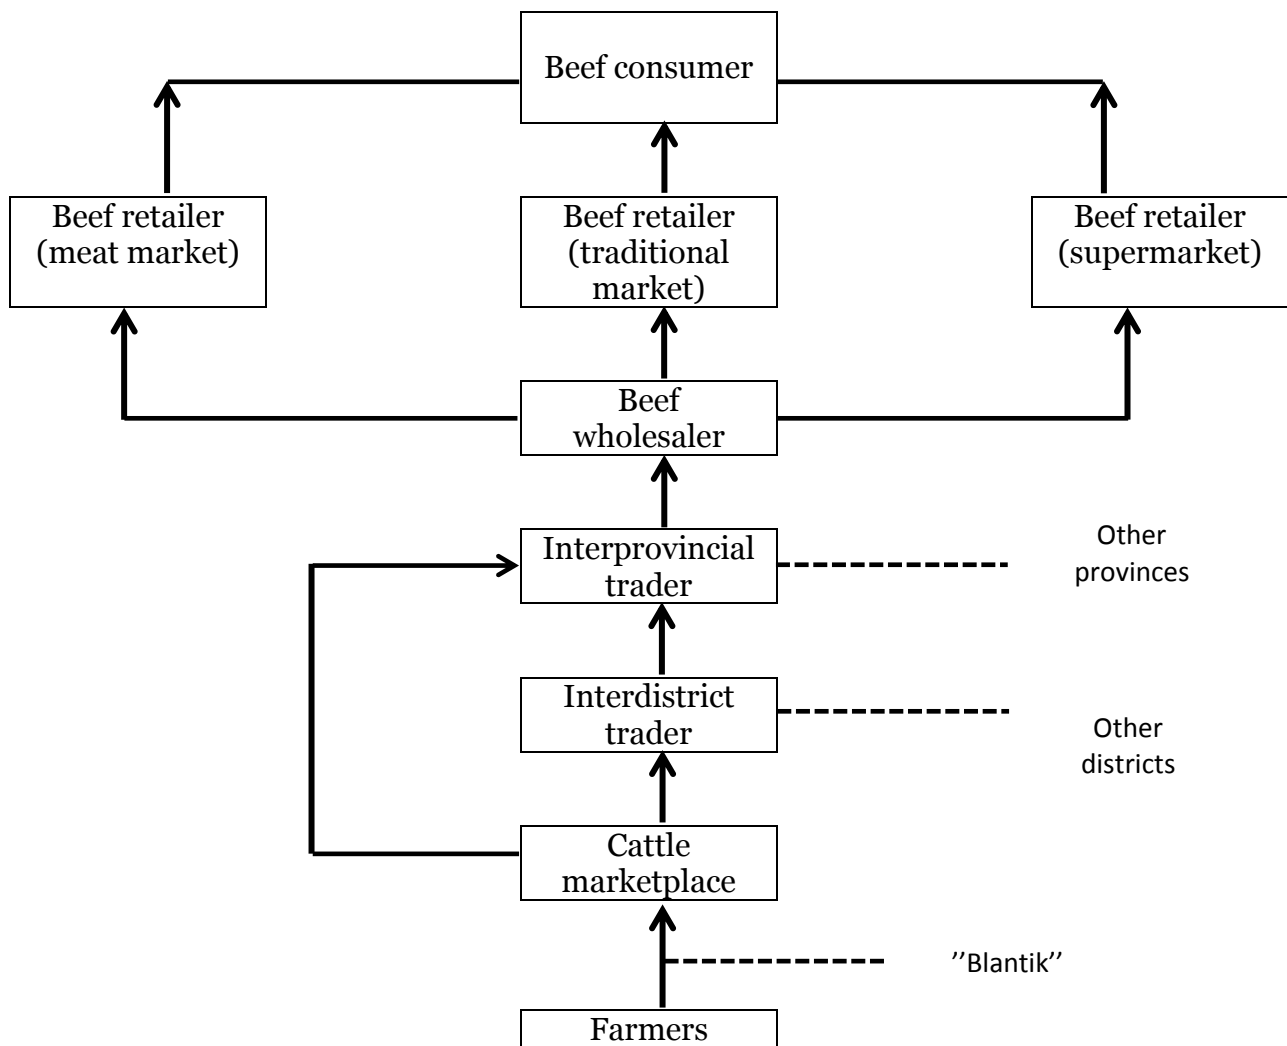 Beef consumer
Beef retailer
(meat market)
Beef retailer
(traditional
market)
Beef retailer
(supermarket)
Beef
wholesaler
Interprovincial
trader
Other
provinces
Interdistrict
trader
Other
districts
Cattle
marketplace
’’Blantik’’
Farmers